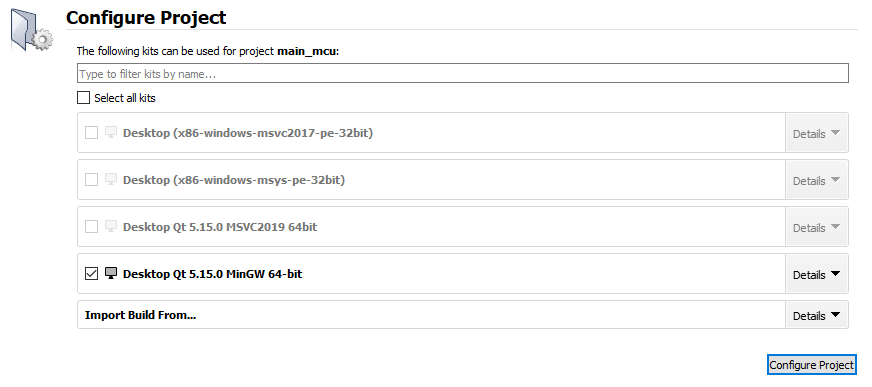 Configure Project
The following kits can be used for project main_mcu:
Type to filter kits by name...
Select all kits
Desktop (x86-windows-msvc2017-pe-32bit)
Details
Desktop (x86-windows-msys-pe-32bit)
Details
Desktop Qt 5.15.0 MSVC2019 64bit
Details
Desktop Qt 5.15.0 MinGW 64-bit
Details
Import Build From...
Details
Configure Project